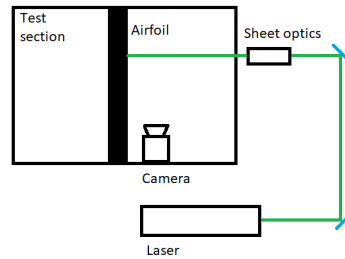 Test
section
Airfoil
Sheet optics
Camera
Laser